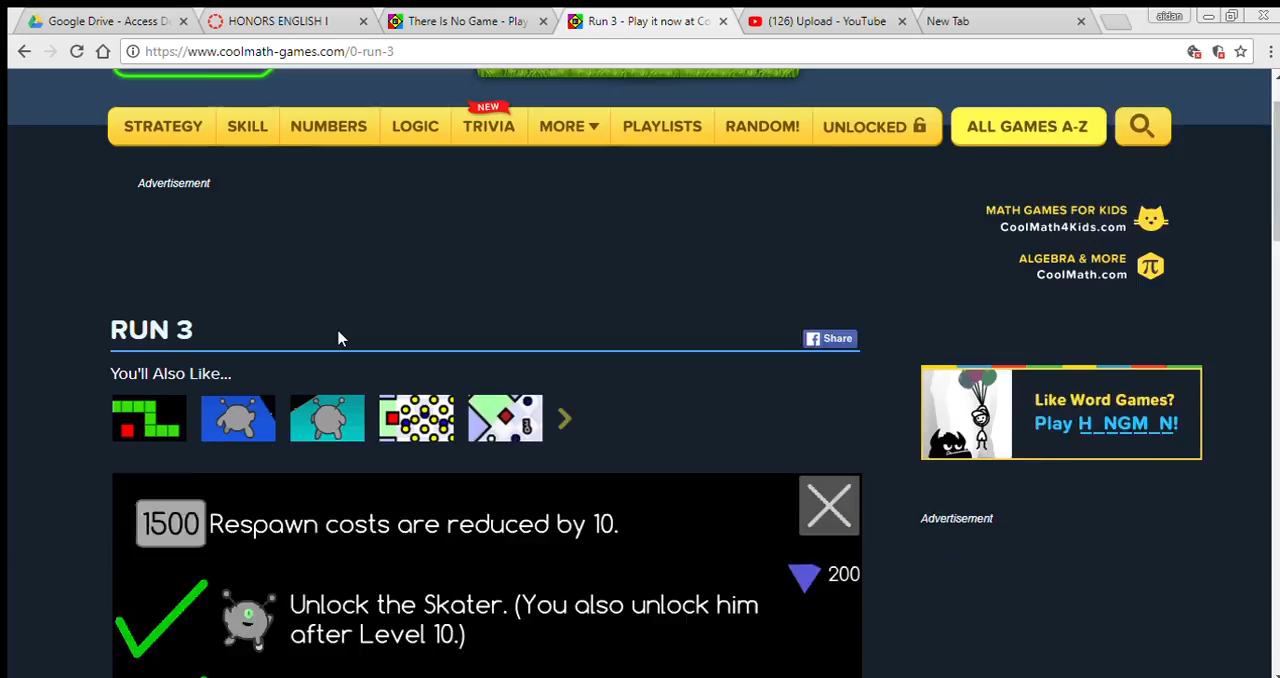 Google Drive - Access D
HONORS ENGLISH I
There Is No Game - Play
Run 3 - Play it now at Co
(126) Upload - YouTube
New Tab
aidan
https://www.coolmath-games.com/0-run-3
NEW
STRATEGY SKILL NUMBERS LOGIC TRIVIA MORE PLAYLISTS RANDOM! UNLOCKED ALL GAMES A-Z
Advertisement
MATH GAMES FOR KIDS
CoolMath4Kids.com
ALGEBRA & MORE
CoolMath.com
π
RUN 3
Share
You'll Also Like...
Like Word Games?
Play H_NGM_N!
1500 Respawn costs are reduced by 10.
Advertisement
200
Unlock the Skater. (You also unlock him
after Level 10.)